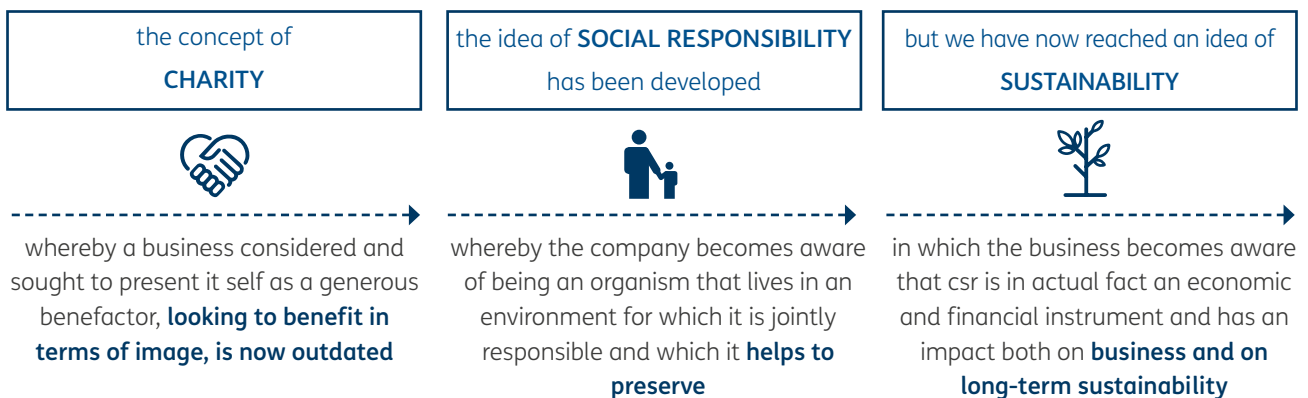 the concept of
CHARITY
whereby a business considered and
sought to present it self as a generous
benefactor, looking to benefit in
terms of image, is now outdated
the idea of SOCIAL RESPONSIBILITY
has been developed
whereby the company becomes aware
of being an organism that lives in an
environment for which it is jointly
responsible and which it helps to
preserve
but we have now reached an idea of
SUSTAINABILITY
in which the business becomes aware
that csr is in actual fact an economic
and financial instrument and has an
impact both on business and on
long-term sustainability